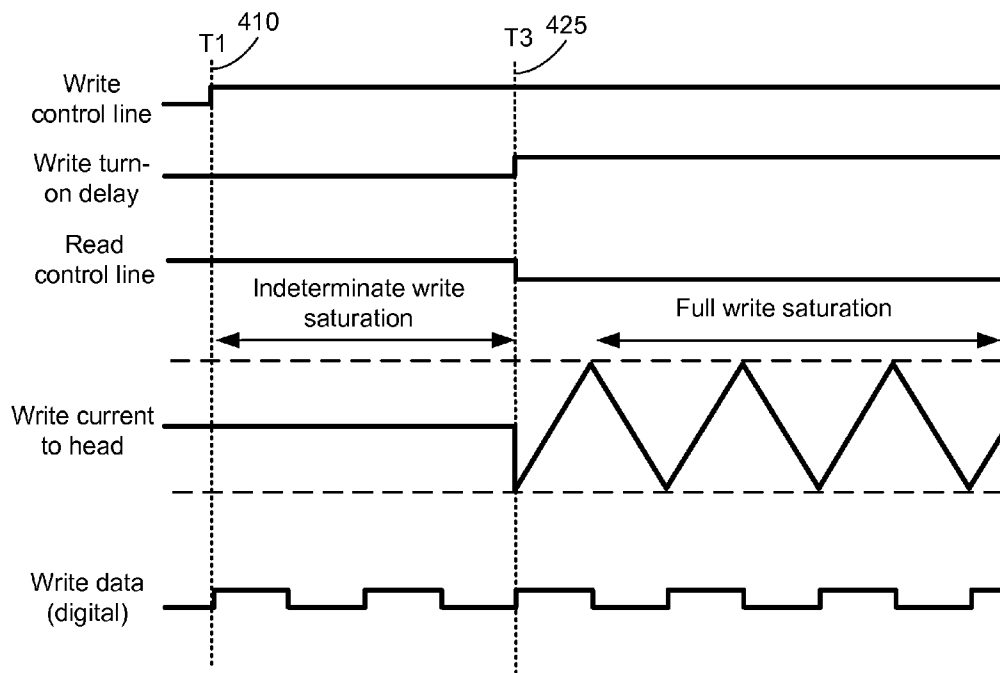 T1
410
T3
425
Write
control line
Write turn-
on delay
Read
control line
Indeterminate write
saturation
Full write saturation
Write current
to head
Write data
(digital)